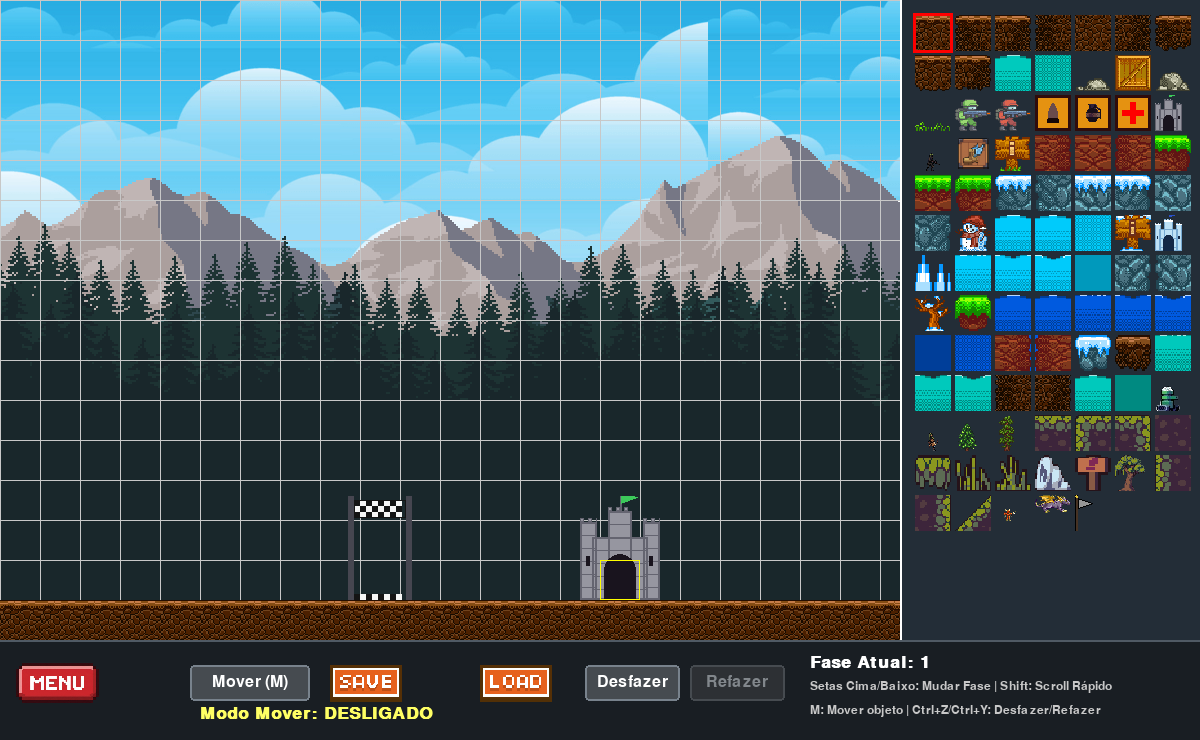 MENU
Mover (M)
SAVE
LOAD
Desfazer
Refazer
Modo Mover: DESLIGADO
Fase Atual: 1
Setas Cima/Baixo: Mudar Fase | Shift: Scroll Rápido
M: Mover objeto | Ctrl+Z/Ctrl+Y: Desfazer/Refazer